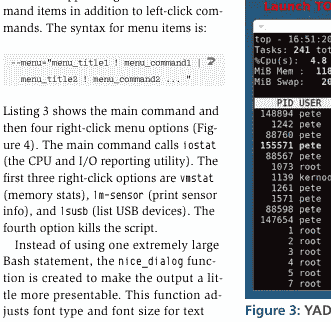 mand items in addition to left-click com-
mands. The syntax for menu items is:
--menu="menu_title1 ! menu_command1 | ?
menu_title2 ! menu_command2 ... "
Listing 3 shows the main command and
then four right-click menu options (Fig-
ure 4). The main command calls iostat
(the CPU and I/O reporting utility). The
first three right-click options are vmstat
(memory stats), lm-sensor (print sensor
info), and lsusb (list USB devices). The
fourth option kills the script.
Instead of using one extremely large
Bash statement, the nice_dialog func-
tion is created to make the output a lit-
tle more presentable. This function ad-
justs font type and font size for text
Launch TO
top - 16:51:20
Tasks: 241 tot
%Cpu(s): 4.8
MiB Mem : 118
MiB Swap: 20
PID USER
148894 pete
1242 pete
88760 pete
155571 pete
88567 pete
1073 root
1139 kernoo
1261 pete
1571 pete
88598 pete
147654 pete
1 root
2 root
3 root
4 root
5 root
7 root
Figure 3: YAD